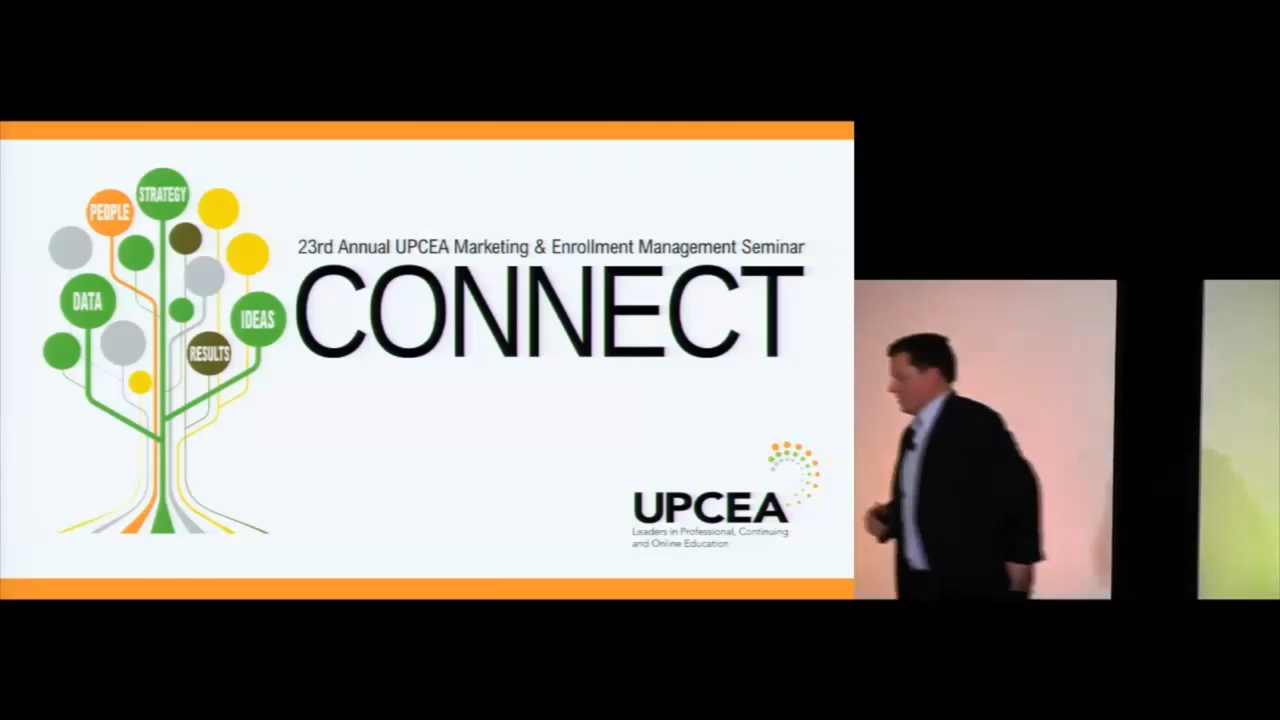 STRATEGY
PEOPLE
DATA
IDEAS
RESULTS
23rd Annual UPCEA Marketing & Enrollment Management Seminar
CONNECT
UPCEA
Leaders in Professional, Continuing
and Online Education